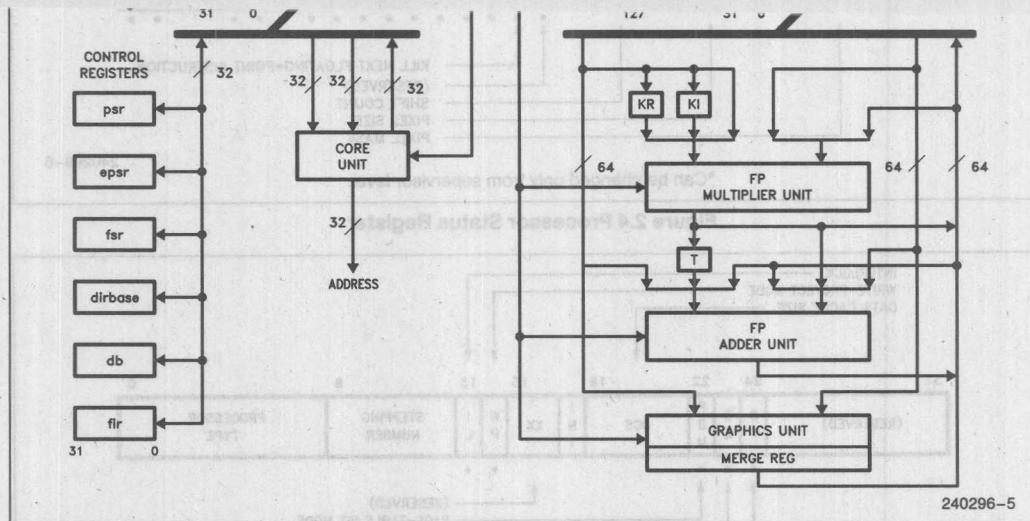 31 0
127 31 0
CONTROL
REGISTERS
32
32
32
32
psr
epsr
fsr
dirbase
db
fir
31 0
CORE
UNIT
32
ADDRESS
KR
KI
64
64
64
FP
MULTIPLIER UNIT
T
FP
ADDER UNIT
GRAPHICS UNIT
MERGE REG
240296–5